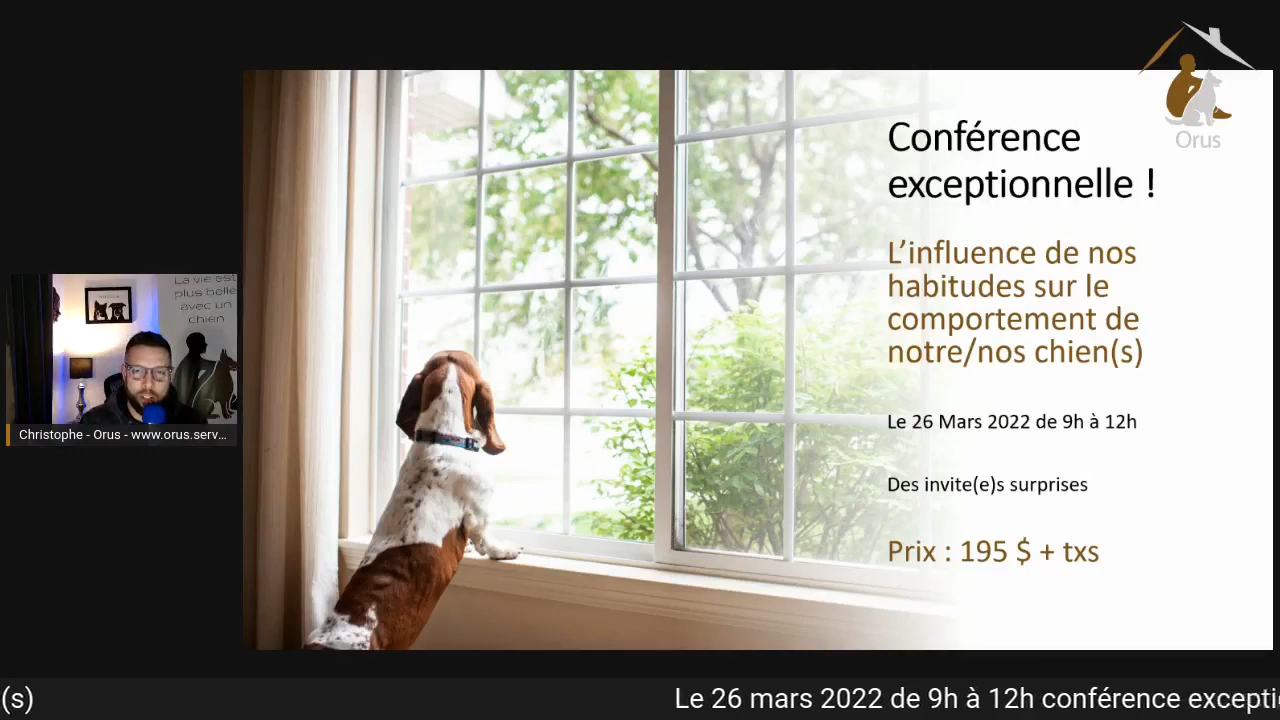 Orus
Conférence
exceptionnelle !
L’influence de nos
habitudes sur le
comportement de
notre/nos chien(s)
Le 26 Mars 2022 de 9h à 12h
Des invite(e)s surprises
Prix : 195 $ + txs
La vie est
plus belle
avec un
chien
Christophe - Orus - www.orus.serv...
(s)
Le 26 mars 2022 de 9h à 12h conférence excepti